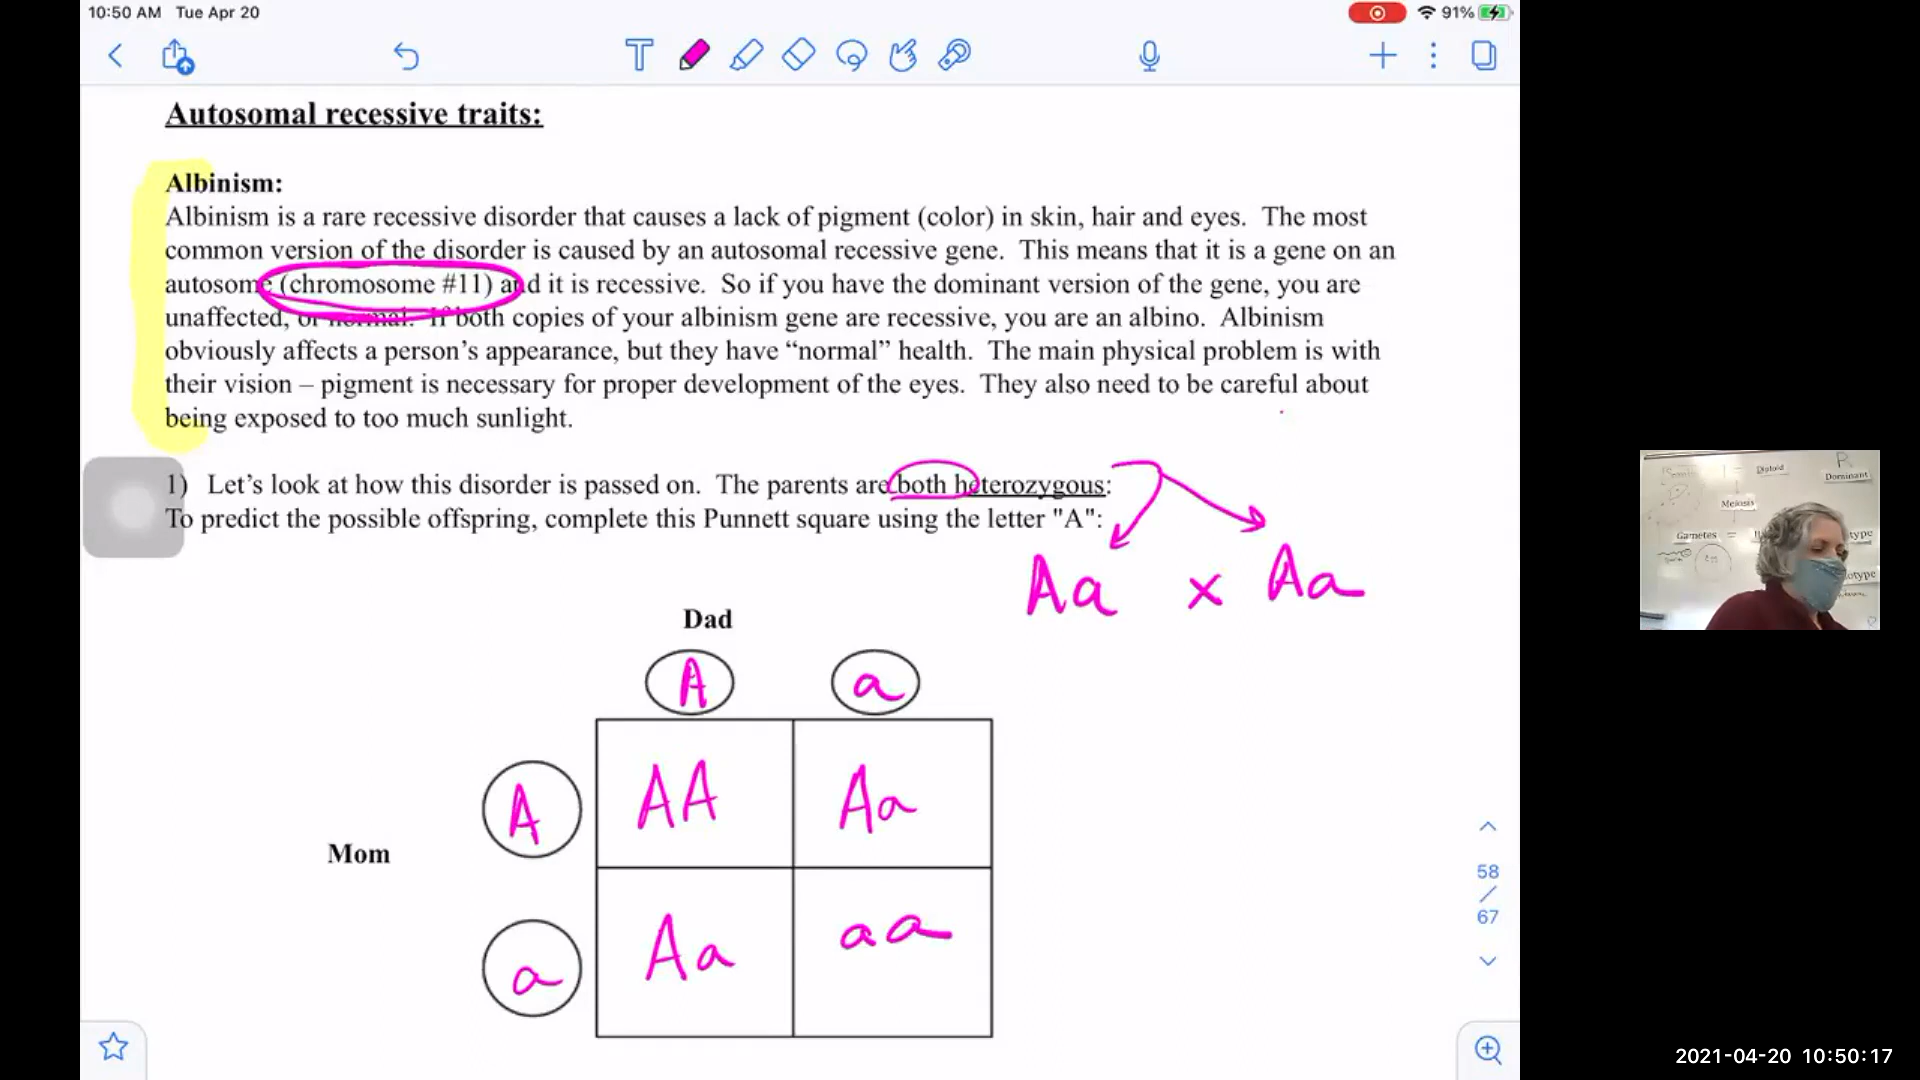 10:50 AM Tue Apr 20
91%
Autosomal recessive traits:
Albinism:
Albinism is a rare recessive disorder that causes a lack of pigment (color) in skin, hair and eyes. The most
common version of the disorder is caused by an autosomal recessive gene. This means that it is a gene on an
autosome (chromosome #11) and it is recessive. So if you have the dominant version of the gene, you are
unaffected, or normal. If both copies of your albinism gene are recessive, you are an albino. Albinism
obviously affects a person's appearance, but they have “normal” health. The main physical problem is with
their vision – pigment is necessary for proper development of the eyes. They also need to be careful about
being exposed to too much sunlight.
1) Let's look at how this disorder is passed on. The parents are both heterozygous:
To predict the possible offspring, complete this Punnett square using the letter "A":
Aa x Aa
Dad
A a
A AA Aa
Mom
a Aa aa
58
/
67
Diploid
Dominant
Meiosis
Gametes =
2021-04-20 10:50:17